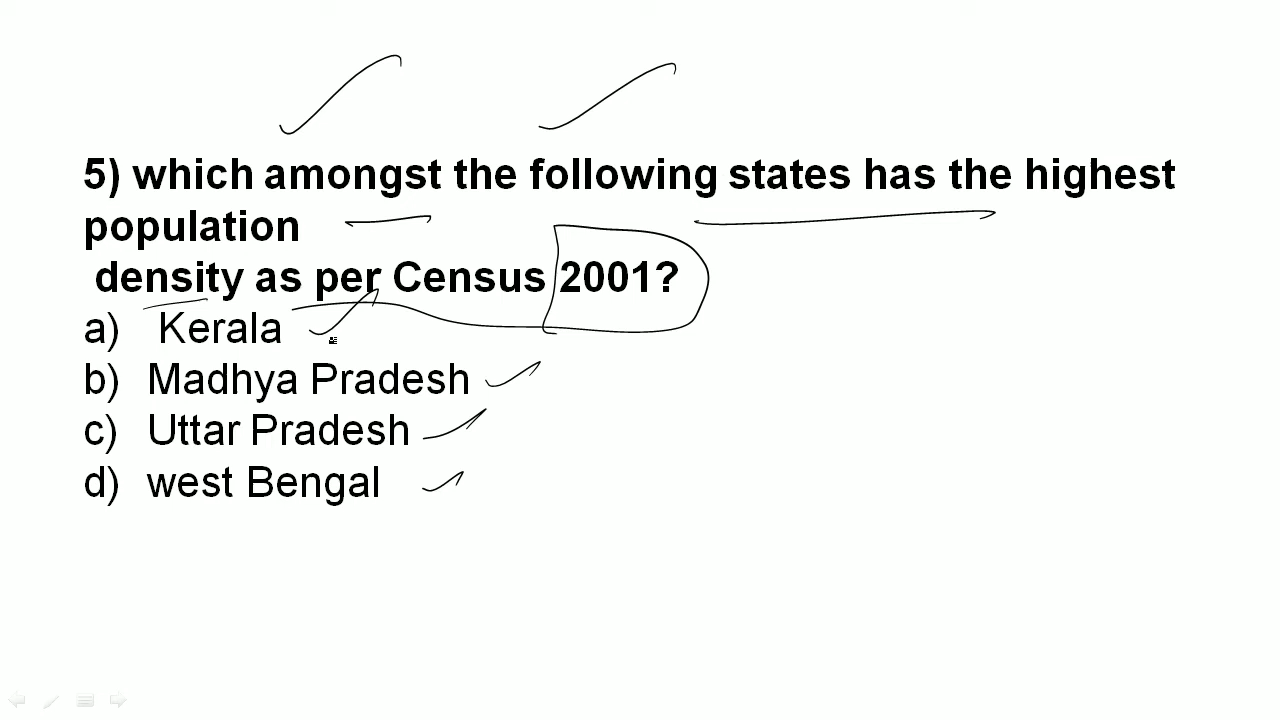 5) which amongst the following states has the highest
population
density as per Census 2001?
a) Kerala
b) Madhya Pradesh
c) Uttar Pradesh
d) west Bengal